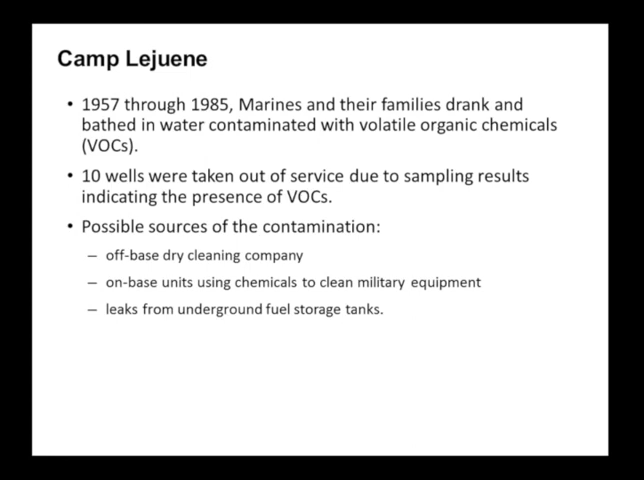 Camp Lejuene
• 1957 through 1985, Marines and their families drank and
bathed in water contaminated with volatile organic chemicals
(VOCs).
• 10 wells were taken out of service due to sampling results
indicating the presence of VOCs.
• Possible sources of the contamination:
– off-base dry cleaning company
– on-base units using chemicals to clean military equipment
– leaks from underground fuel storage tanks.